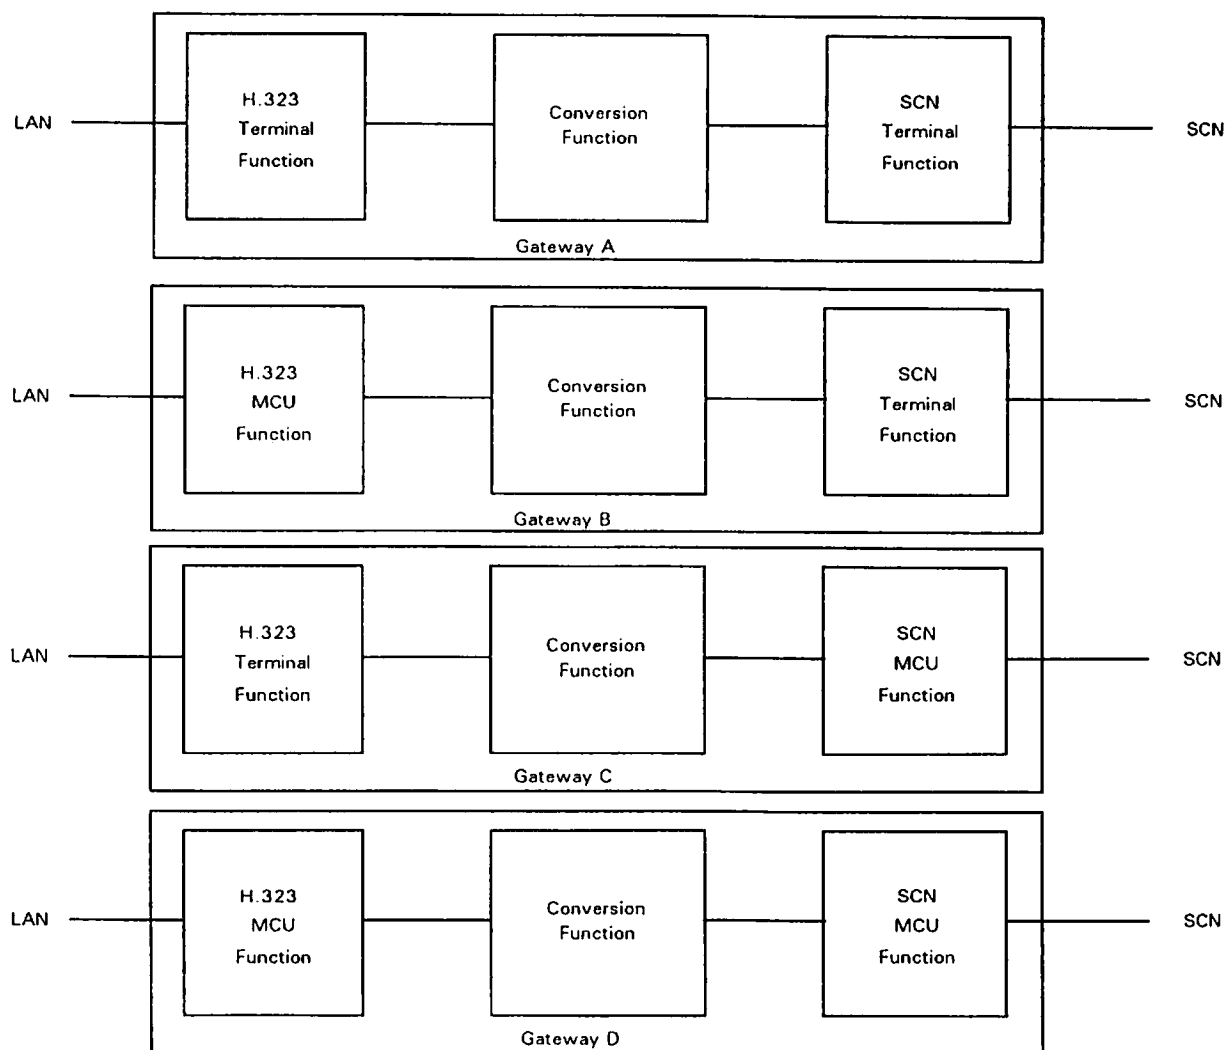 LAN
H.323
Terminal
Function
Conversion
Function
SCN
Terminal
Function
SCN
Gateway A
LAN
H.323
MCU
Function
Conversion
Function
SCN
Terminal
Function
SCN
Gateway B
LAN
H.323
Terminal
Function
Conversion
Function
SCN
MCU
Function
SCN
Gateway C
LAN
H.323
MCU
Function
Conversion
Function
SCN
MCU
Function
SCN
Gateway D